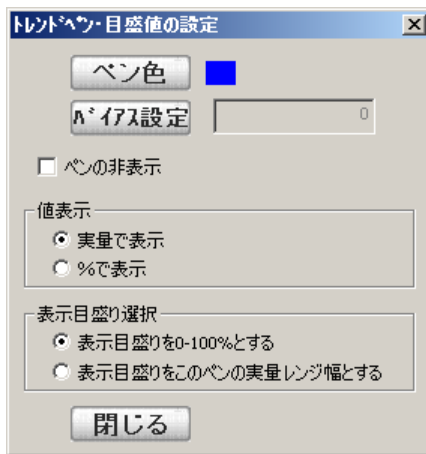 トレンドペン・目盛値の設定
ペン色
バイアス設定
0
ペンの非表示
値表示
実量で表示
%で表示
表示目盛り選択
表示目盛りを0-100%とする
表示目盛りをこのペンの実量レンジ幅とする
閉じる